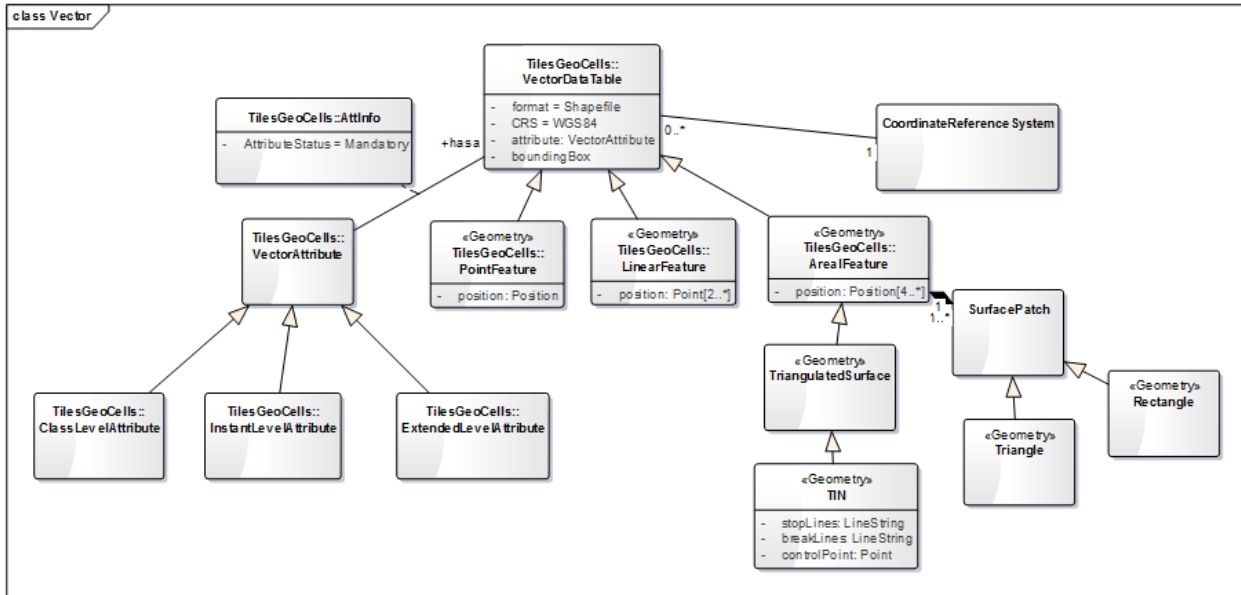 class Vector
TilesGeoCells::
VectorDataTable
- format = Shapefile
- CRS = WGS84
- attribute: VectorAttribute
- boundingBox
TilesGeoCells::AttInfo
- AttributeStatus = Mandatory
+hasa
0..*
1
CoordinateReferenceSystem
TilesGeoCells::
VectorAttribute
«Geometry»
TilesGeoCells::
PointFeature
- position: Position
«Geometry»
TilesGeoCells::
LinearFeature
- position: Point[2..*]
«Geometry»
TilesGeoCells::
ArealFeature
- position: Position[4..*]
1
1..*
SurfacePatch
«Geometry»
TriangulatedSurface
«Geometry»
Rectangle
TilesGeoCells::
ClassLevelAttribute
TilesGeoCells::
InstantLevelAttribute
TilesGeoCells::
ExtendedLevelAttribute
«Geometry»
Triangle
«Geometry»
TIN
- stopLines: LineString
- breakLines: LineString
- controlPoint: Point